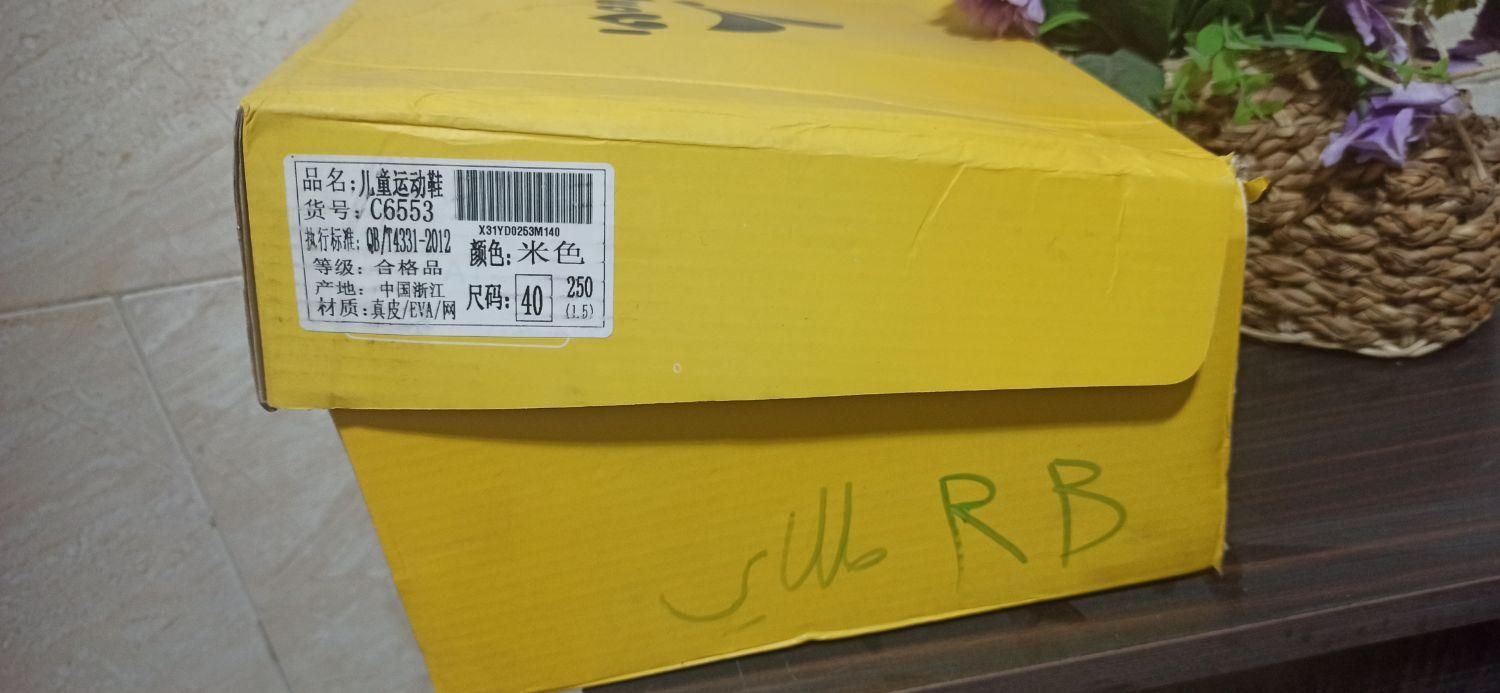 品名:儿童运动鞋
货号:C6553
执行标准:QB/T4331-2012
等级:合格品
产地:中国浙江
材质:真皮/EVA/网
X31YD0253M140
颜色:米色
尺码:40 250
(1.5)
RB طلالي